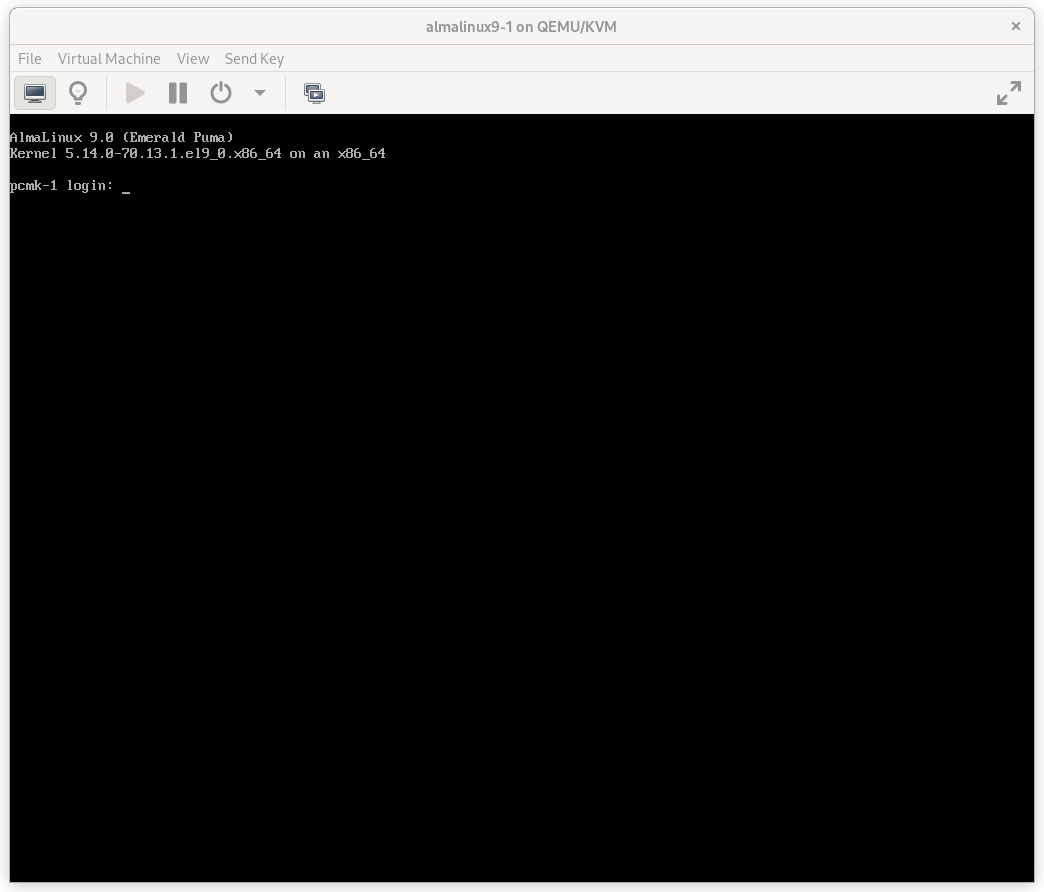 almalinux9-1 on QEMU/KVM
File Virtual Machine View Send Key
AlmaLinux 9.0 (Emerald Puma)
Kernel 5.14.0-70.13.1.el9_0.x86_64 on an x86_64
pcmk-1 login: _